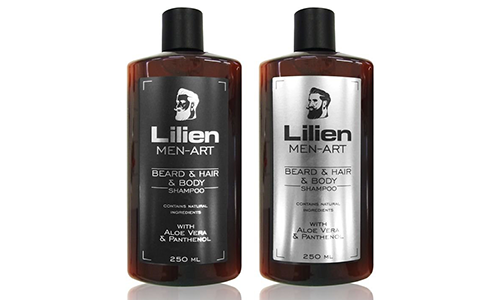 Lilien
MEN-ART
BEARD & HAIR
& BODY
SHAMPOO
CONTAINS NATURAL
INGREDIENTS
WITH
ALOE VERA
& PANTHENOL
250 ML
Lilien
MEN-ART
BEARD & HAIR
& BODY
SHAMPOO
CONTAINS NATURAL
INGREDIENTS
WITH
ALOE VERA
& PANTHENOL
250 ML